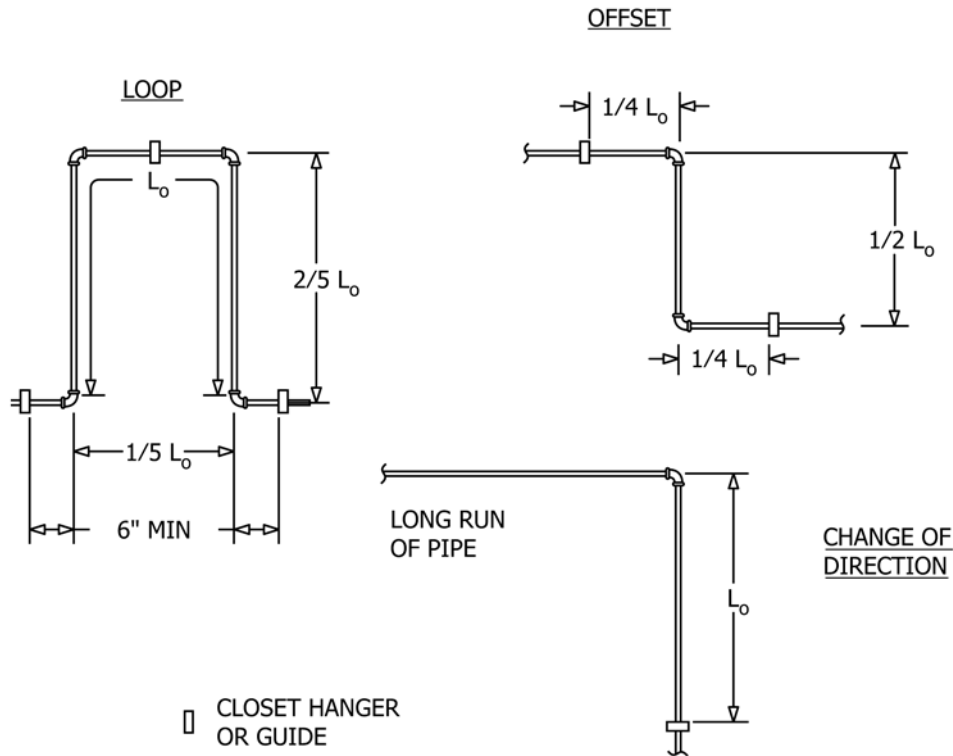 OFFSET
LOOP
1/4 Lo
Lo
2/5 Lo
1/2 Lo
1/4 Lo
1/5 Lo
6" MIN
LONG RUN
OF PIPE
CHANGE OF
DIRECTION
Lo
CLOSET HANGER
OR GUIDE